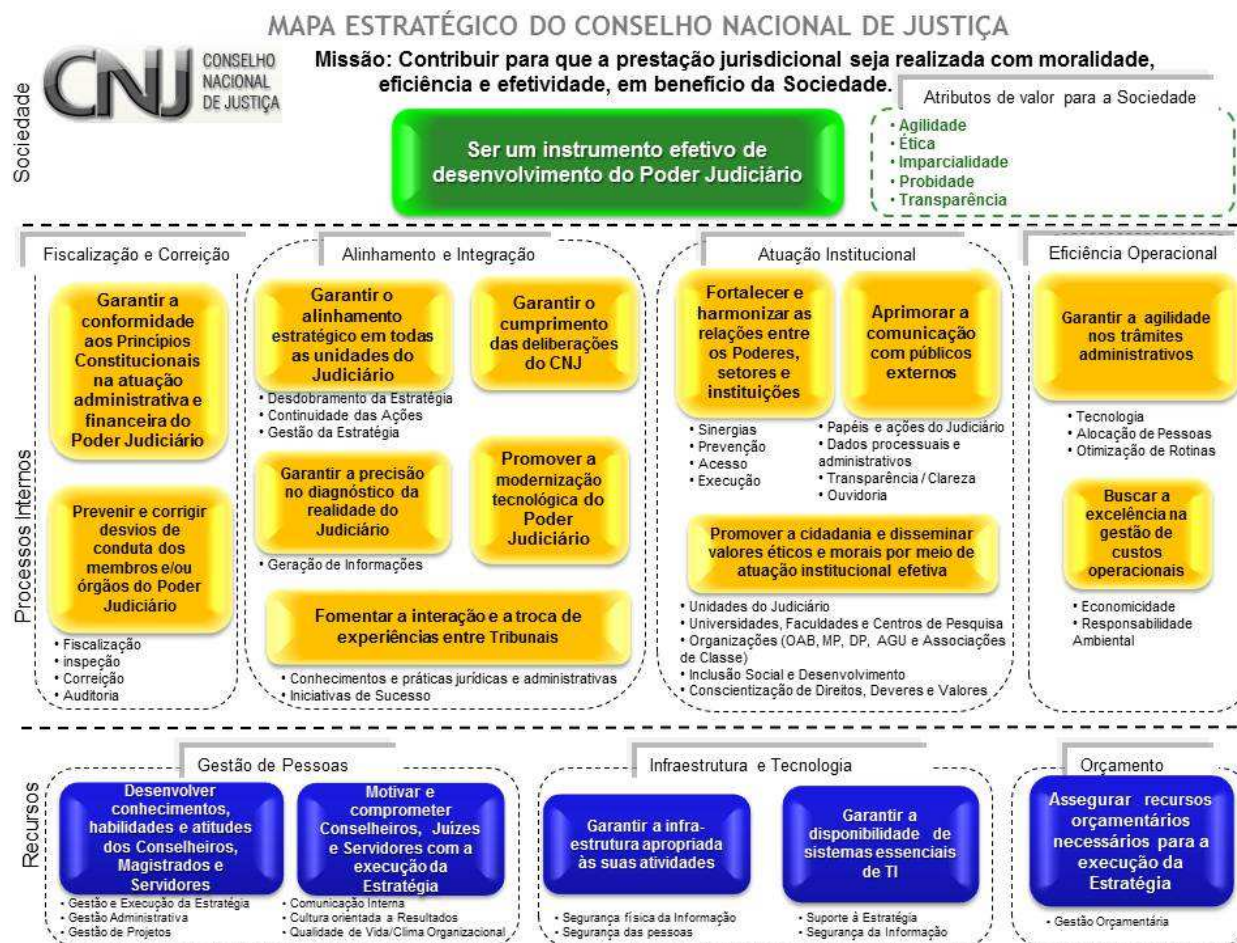 MAPA ESTRATÉGICO DO CONSELHO NACIONAL DE JUSTIÇA
CNJ
CONSELHO
NACIONAL
DE JUSTIÇA
Missão: Contribuir para que a prestação jurisdicional seja realizada com moralidade,
eficiência e efetividade, em benefício da Sociedade.
Sociedade
Ser um instrumento efetivo de
desenvolvimento do Poder Judiciário
Atributos de valor para a Sociedade
• Agilidade
• Ética
• Imparcialidade
• Probidade
• Transparência
Processos Internos
Fiscalização e Correição
Garantir a
conformidade
aos Princípios
Constitucionais
na atuação
administrativa e
financeira do
Poder Judiciário
Prevenir e corrigir
desvios de
conduta dos
membros e/ou
órgãos do Poder
Judiciário
• Fiscalização
• inspeção
• Correição
• Auditoria
Alinhamento e Integração
Garantir o
alinhamento
estratégico em todas
as unidades do
Judiciário
• Desdobramento da Estratégia
• Continuidade das Ações
• Gestão da Estratégia
Garantir o
cumprimento
das deliberações
do CNJ
Garantir a precisão
no diagnóstico da
realidade do
Judiciário
• Geração de Informações
Promover a
modernização
tecnológica do
Poder
Judiciário
Fomentar a interação e a troca de
experiências entre Tribunais
• Conhecimentos e práticas jurídicas e administrativas
• Iniciativas de Sucesso
Atuação Institucional
Fortalecer e
harmonizar as
relações entre
os Poderes,
setores e
instituições
• Sinergias
• Prevenção
• Acesso
• Execução
Aprimorar a
comunicação
com públicos
externos
• Papéis e ações do Judiciário
• Dados processuais e
administrativos
• Transparência / Clareza
• Ouvidoria
Promover a cidadania e disseminar
valores éticos e morais por meio de
atuação institucional efetiva
• Unidades do Judiciário
• Universidades, Faculdades e Centros de Pesquisa
• Organizações (OAB, MP, DP, AGU e Associações
de Classe)
• Inclusão Social e Desenvolvimento
• Conscientização de Direitos, Deveres e Valores
Eficiência Operacional
Garantir a agilidade
nos trâmites
administrativos
• Tecnologia
• Alocação de Pessoas
• Otimização de Rotinas
Buscar a
excelência na
gestão de
custos
operacionais
• Economicidade
• Responsabilidade
Ambiental
Recursos
Gestão de Pessoas
Desenvolver
conhecimentos,
habilidades e atitudes
dos Conselheiros,
Magistrados e
Servidores
• Gestão e Execução da Estratégia
• Gestão Administrativa
• Gestão de Projetos
Motivar e
comprometer
Conselheiros, Juízes
e Servidores com a
execução da
Estratégia
• Comunicação Interna
• Cultura orientada a Resultados
• Qualidade de Vida/Clima Organizacional
Infraestrutura e Tecnologia
Garantir a infra-
estrutura apropriada
às suas atividades
• Segurança física da Informação
• Segurança das pessoas
Garantir a
disponibilidade de
sistemas essenciais
de TI
• Suporte à Estratégia
• Segurança da Informação
Orçamento
Assegurar recursos
orçamentários
necessários para a
execução da
Estratégia
• Gestão Orçamentária